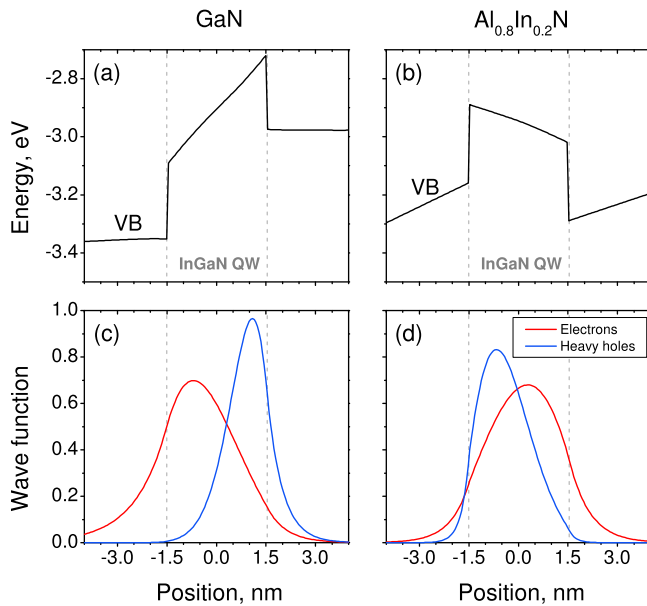 GaN
Al0.8In0.2N
(a)
(b)
Energy, eV
-2.8
-3.0
-3.2
-3.4
VB
VB
InGaN QW
InGaN QW
(c)
(d)
Electrons
Heavy holes
Wave function
1.0
0.8
0.6
0.4
0.2
0.0
-3.0 -1.5 0.0 1.5 3.0
-3.0 -1.5 0.0 1.5 3.0
Position, nm
Position, nm